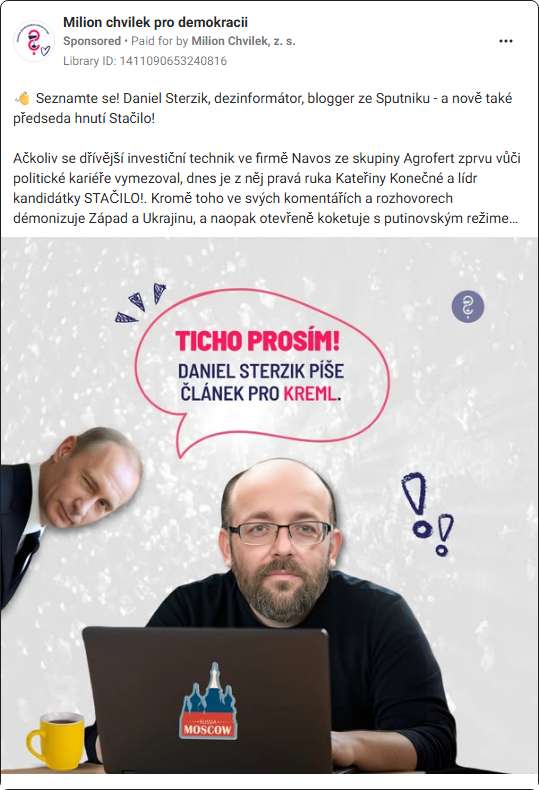 Milion chvilek pro demokracii
Sponsored • Paid for by Milion Chvilek, z. s.
Library ID: 1411090653240816
👋 Seznamte se! Daniel Sterzik, dezinformátor, blogger ze Sputniku - a nově také
předseda hnutí Stačilo!
Ačkoliv se dřívější investiční technik ve firmě Navos ze skupiny Agrofert zprvu vůči
politické kariéře vymezoval, dnes je z něj pravá ruka Kateřiny Konečné a lídr
kandidátky STAČILO!. Kromě toho ve svých komentářích a rozhovorech
démonizuje Západ a Ukrajinu, a naopak otevřeně koketuje s putinovským režime...
TICHO PROSÍM!
DANIEL STERZIK PÍŠE
ČLÁNEK PRO KREML.
RUSSIA
MOSCOW